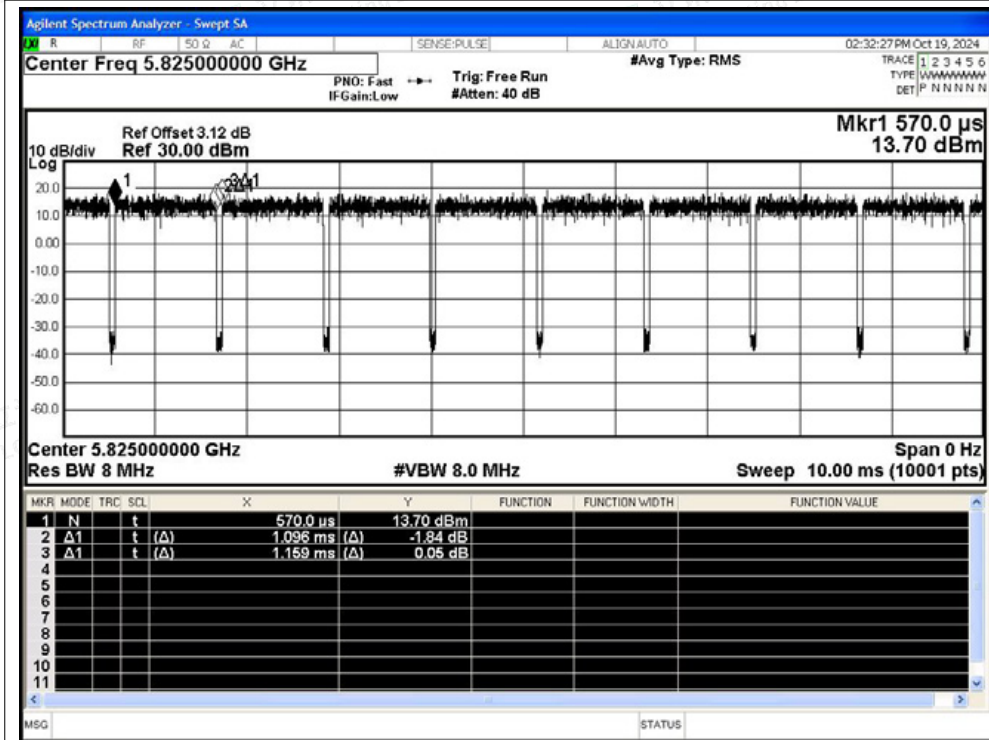 Agilent Spectrum Analyzer - Swept SA
LXI R RF 50 Ω AC SENSE:PULSE ALIGN AUTO 02:32:27 PM Oct 19, 2024
Center Freq 5.825000000 GHz #Avg Type: RMS TRACE 1 2 3 4 5 6
PNO: Fast Trig: Free Run TYPE WWWWWW
IFGain:Low #Atten: 40 dB DET P N N N N N
Mkr1 570.0 µs
Ref Offset 3.12 dB
10 dB/div Ref 30.00 dBm 13.70 dBm
Log
1 3Δ1
20.0
10.0
0.00
-10.0
-20.0
-30.0
-40.0
-50.0
-60.0
Center 5.825000000 GHz Span 0 Hz
Res BW 8 MHz #VBW 8.0 MHz Sweep 10.00 ms (10001 pts)
MKR MODE TRC SCL X Y FUNCTION FUNCTION WIDTH FUNCTION VALUE
1 N t 570.0 µs 13.70 dBm
2 Δ1 t (Δ) 1.096 ms (Δ) -1.84 dB
3 Δ1 t (Δ) 1.159 ms (Δ) 0.05 dB
4
5
6
7
8
9
10
11
MSG STATUS